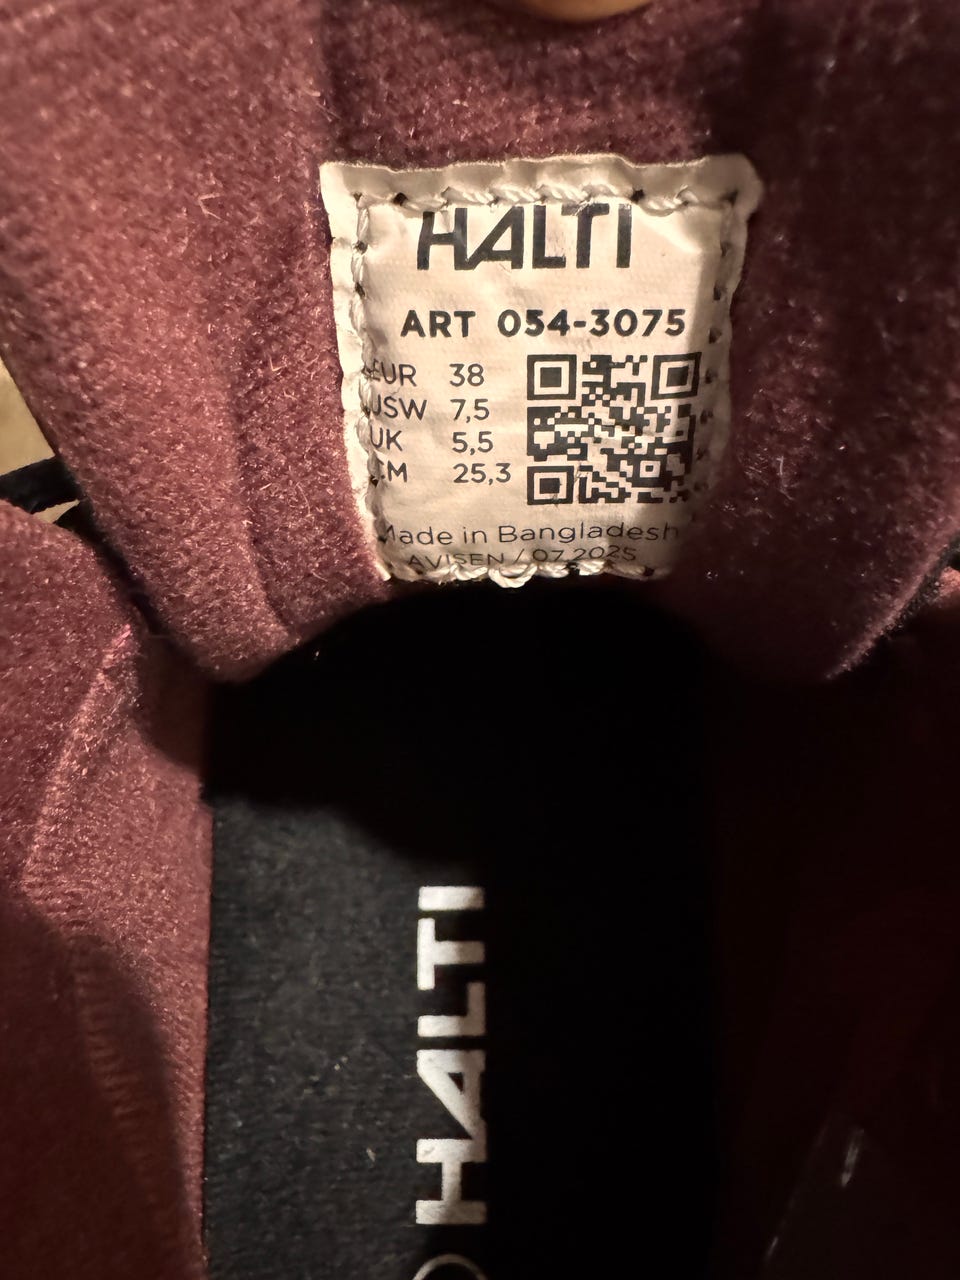 HALTI
ART 054-3075
EUR 38
USW 7,5
UK 5,5
CM 25,3
Made in Bangladesh
AVISEN / 07.2025
HALTI